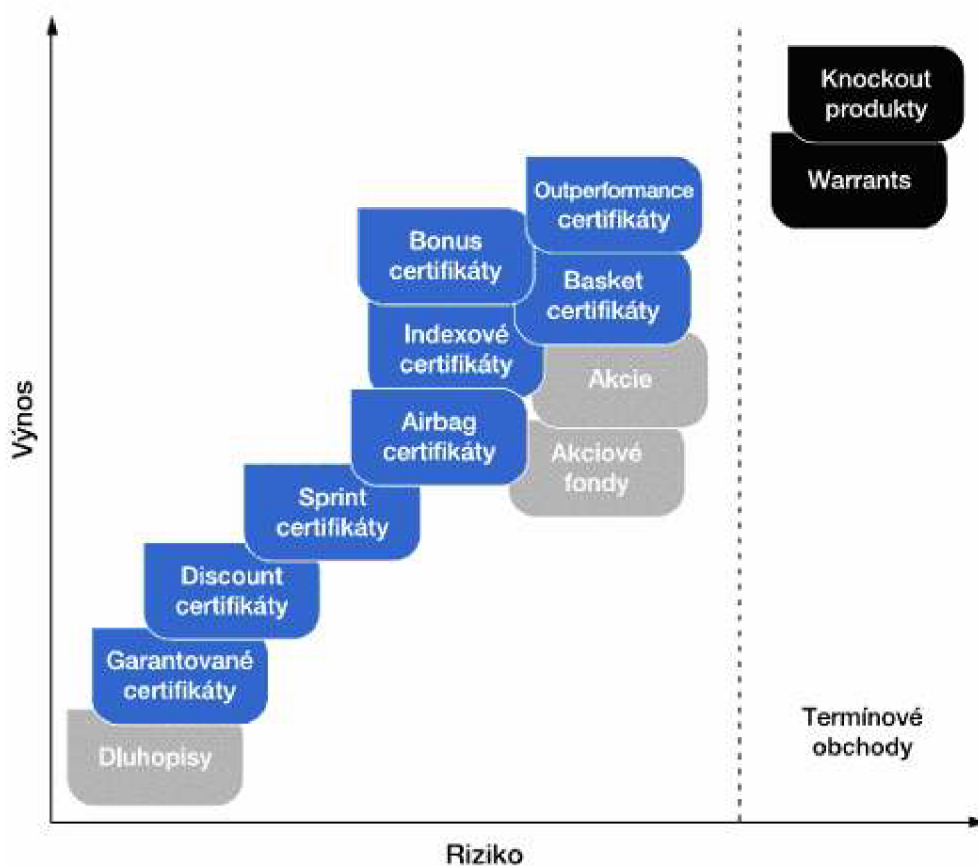 Knockout
produkty
Warrants
Outperformance
certifikáty
Bonus
certifikáty
Basket
certifikáty
Indexové
certifikáty
Akcie
Airbag
certifikáty
Akciové
fondy
Sprint
certifikáty
Discount
certifikáty
Garantované
certifikáty
Dluhopisy
Termínové
obchody
Výnos
Riziko